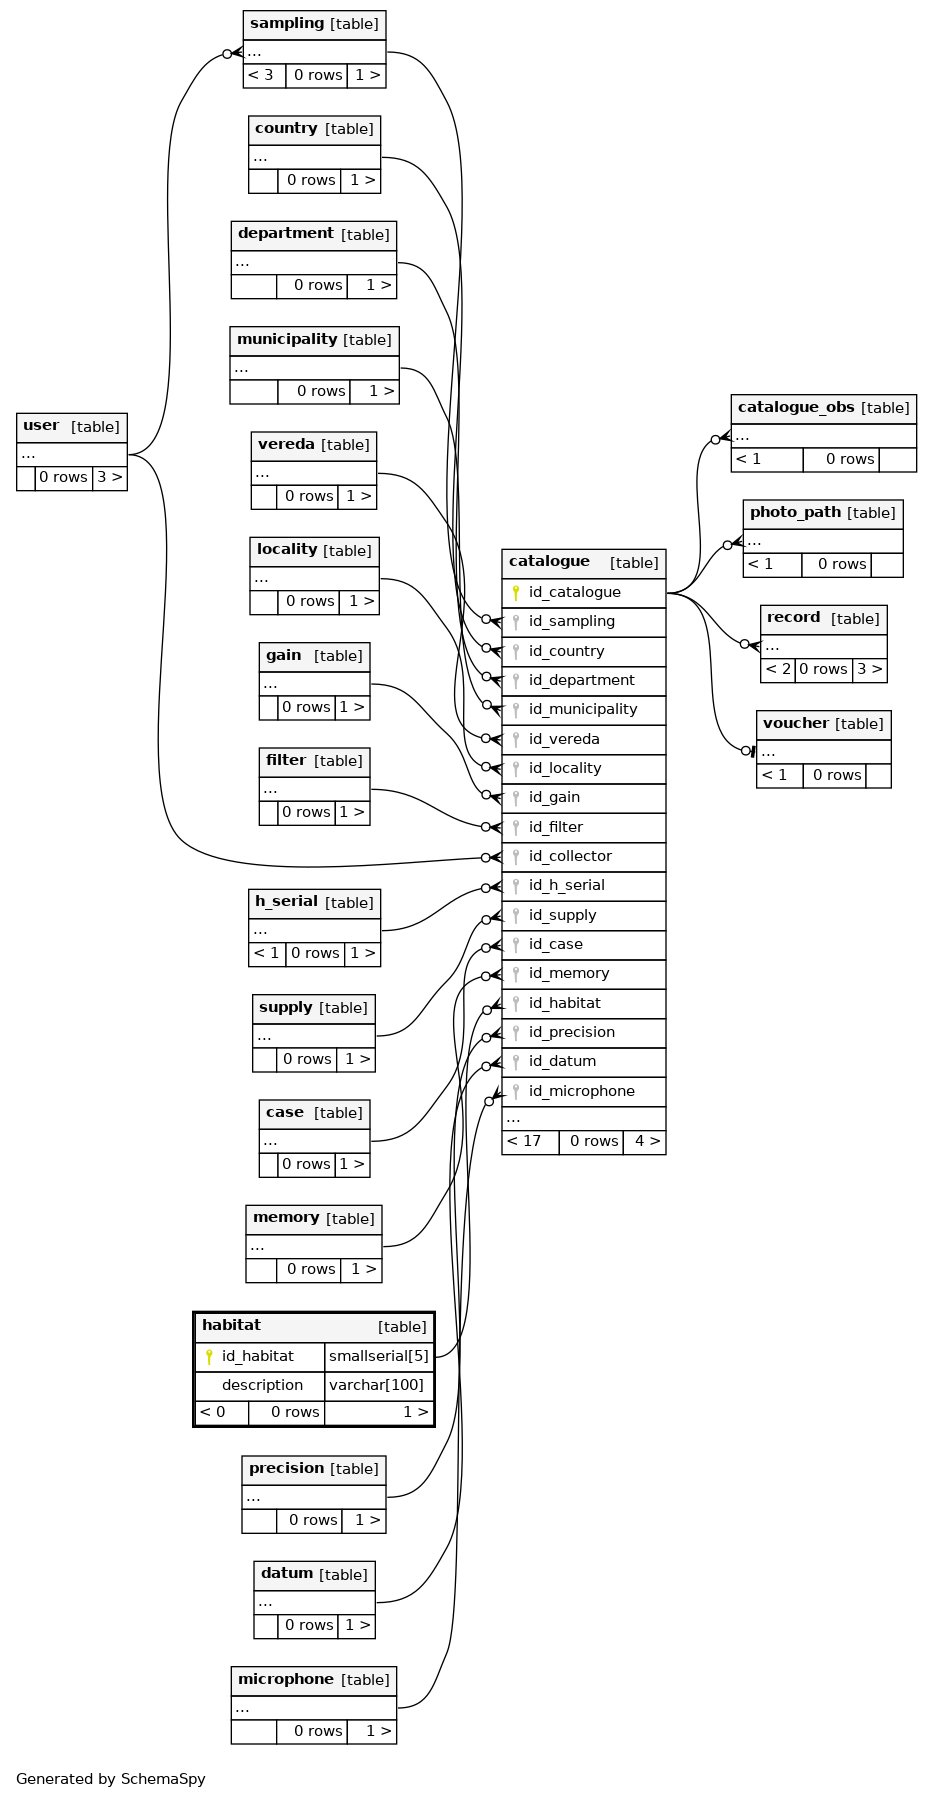 sampling [table]
...
< 3 0 rows 1 >
country [table]
...
0 rows 1 >
department [table]
...
0 rows 1 >
municipality [table]
...
0 rows 1 >
user [table]
...
0 rows 3 >
vereda [table]
...
0 rows 1 >
locality [table]
...
0 rows 1 >
gain [table]
...
0 rows 1 >
filter [table]
...
0 rows 1 >
h_serial [table]
...
< 1 0 rows 1 >
supply [table]
...
0 rows 1 >
case [table]
...
0 rows 1 >
memory [table]
...
0 rows 1 >
habitat [table]
id_habitat smallserial[5]
description varchar[100]
< 0 0 rows 1 >
precision [table]
...
0 rows 1 >
datum [table]
...
0 rows 1 >
microphone [table]
...
0 rows 1 >
catalogue [table]
id_catalogue
id_sampling
id_country
id_department
id_municipality
id_vereda
id_locality
id_gain
id_filter
id_collector
id_h_serial
id_supply
id_case
id_memory
id_habitat
id_precision
id_datum
id_microphone
...
< 17 0 rows 4 >
catalogue_obs [table]
...
< 1 0 rows
photo_path [table]
...
< 1 0 rows
record [table]
...
< 2 0 rows 3 >
voucher [table]
...
< 1 0 rows
Generated by SchemaSpy